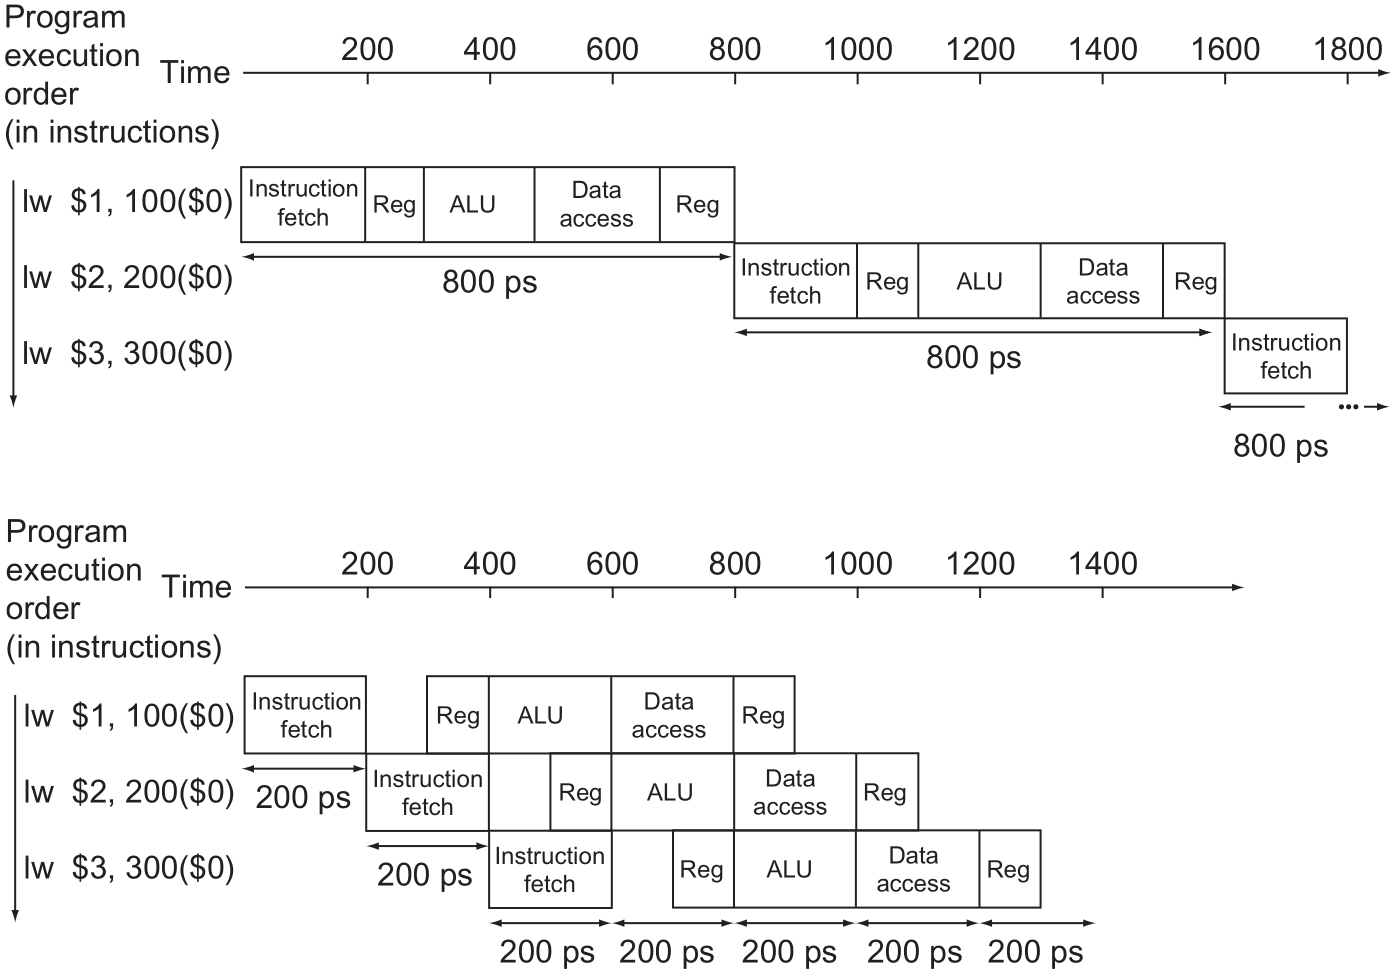 Program
execution
order
(in instructions)
Time
200 400 600 800 1000 1200 1400 1600 1800
lw $1, 100($0)
Instruction
fetch
Reg
ALU
Data
access
Reg
800 ps
lw $2, 200($0)
Instruction
fetch
Reg
ALU
Data
access
Reg
800 ps
lw $3, 300($0)
Instruction
fetch
...
800 ps
Program
execution
order
(in instructions)
Time
200 400 600 800 1000 1200 1400
lw $1, 100($0)
Instruction
fetch
Reg
ALU
Data
access
Reg
200 ps
lw $2, 200($0)
Instruction
fetch
Reg
ALU
Data
access
Reg
200 ps
lw $3, 300($0)
Instruction
fetch
Reg
ALU
Data
access
Reg
200 ps 200 ps 200 ps 200 ps 200 ps